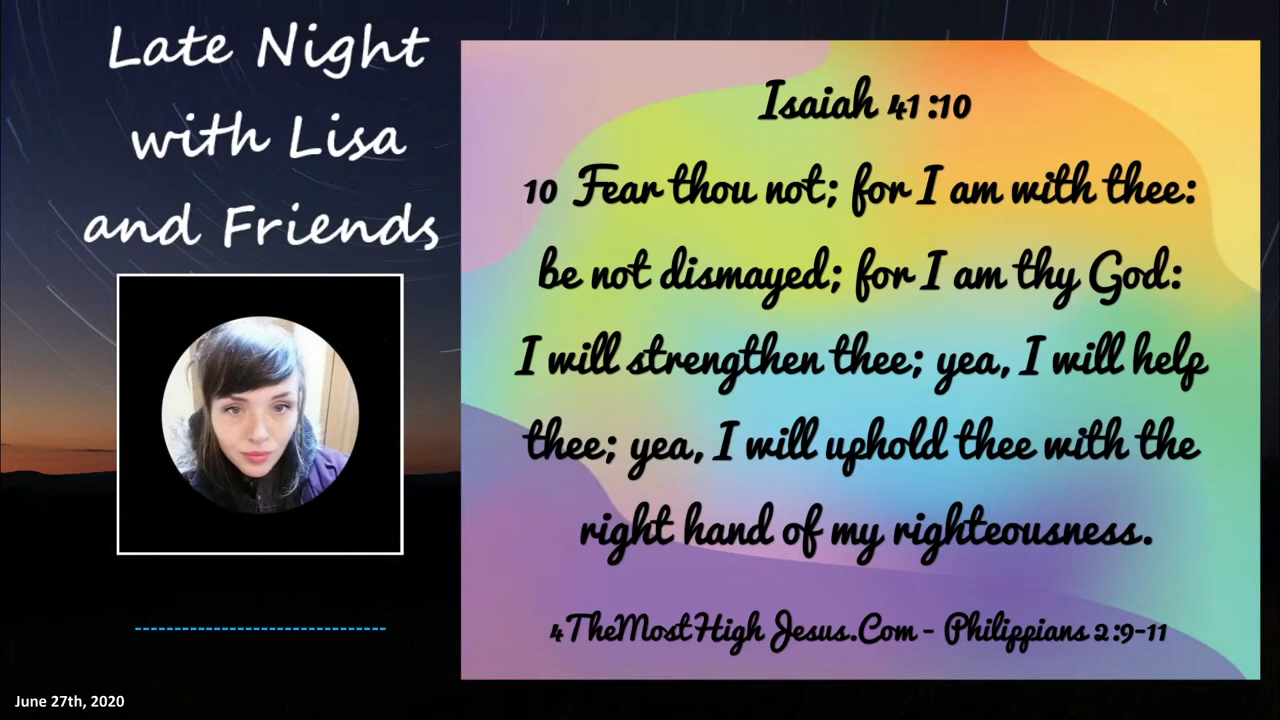 Late Night
with Lisa
and Friends
Isaiah 41:10
10 Fear thou not; for I am with thee:
be not dismayed; for I am thy God:
I will strengthen thee; yea, I will help
thee; yea, I will uphold thee with the
right hand of my righteousness.
4TheMostHigh Jesus.Com - Philippians 2:9-11
June 27th, 2020